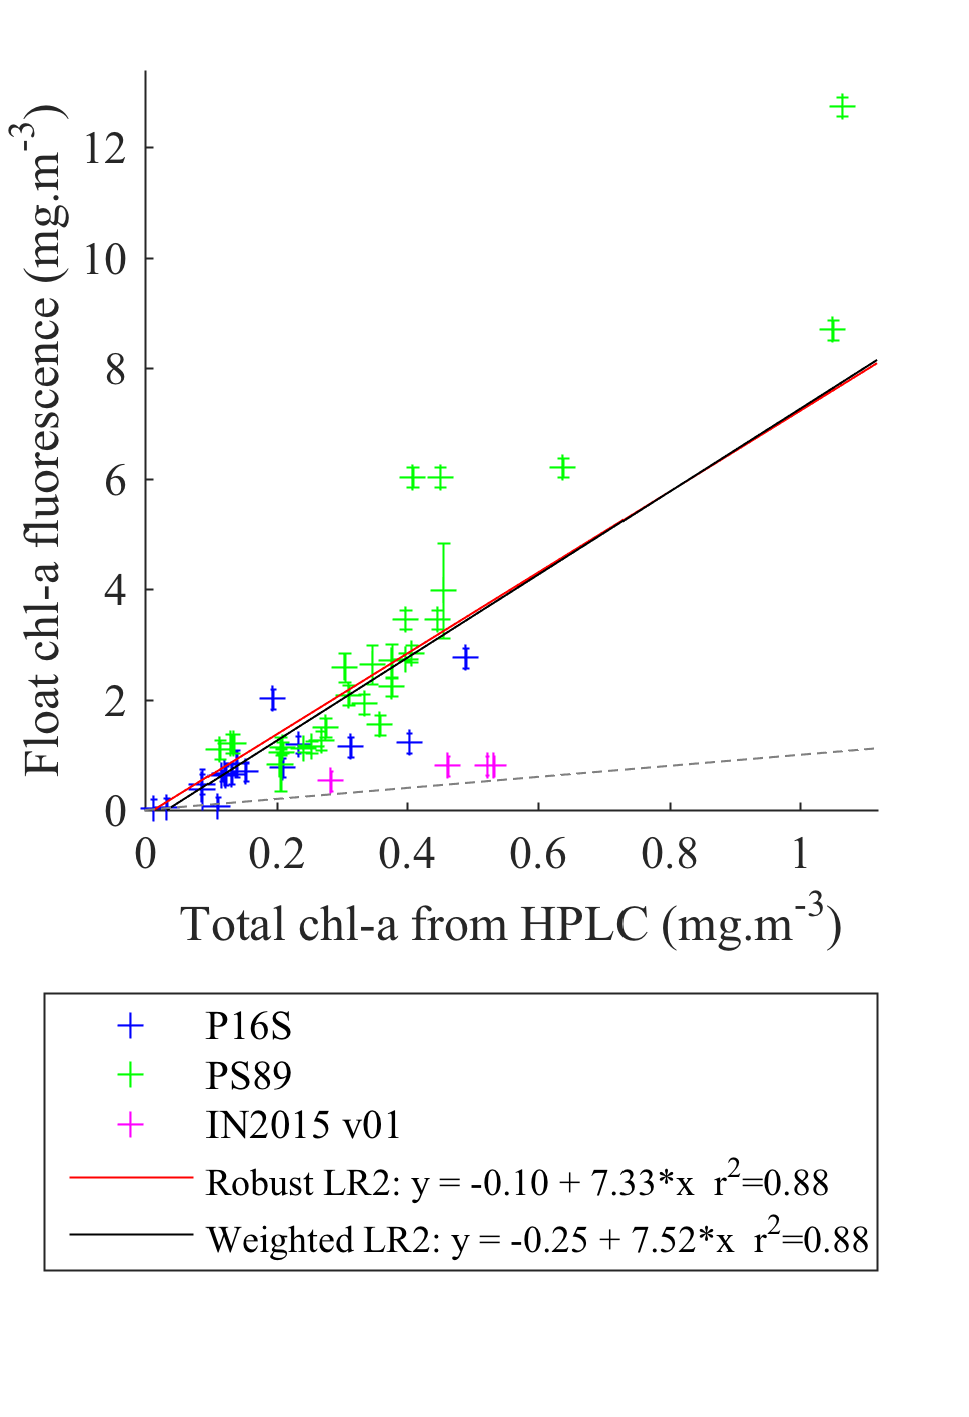 Float chl-a fluorescence (mg.m⁻³)
12
10
8
6
4
2
0
0 0.2 0.4 0.6 0.8 1
Total chl-a from HPLC (mg.m⁻³)
P16S
PS89
IN2015 v01
Robust LR2: y = -0.10 + 7.33*x r²=0.88
Weighted LR2: y = -0.25 + 7.52*x r²=0.88